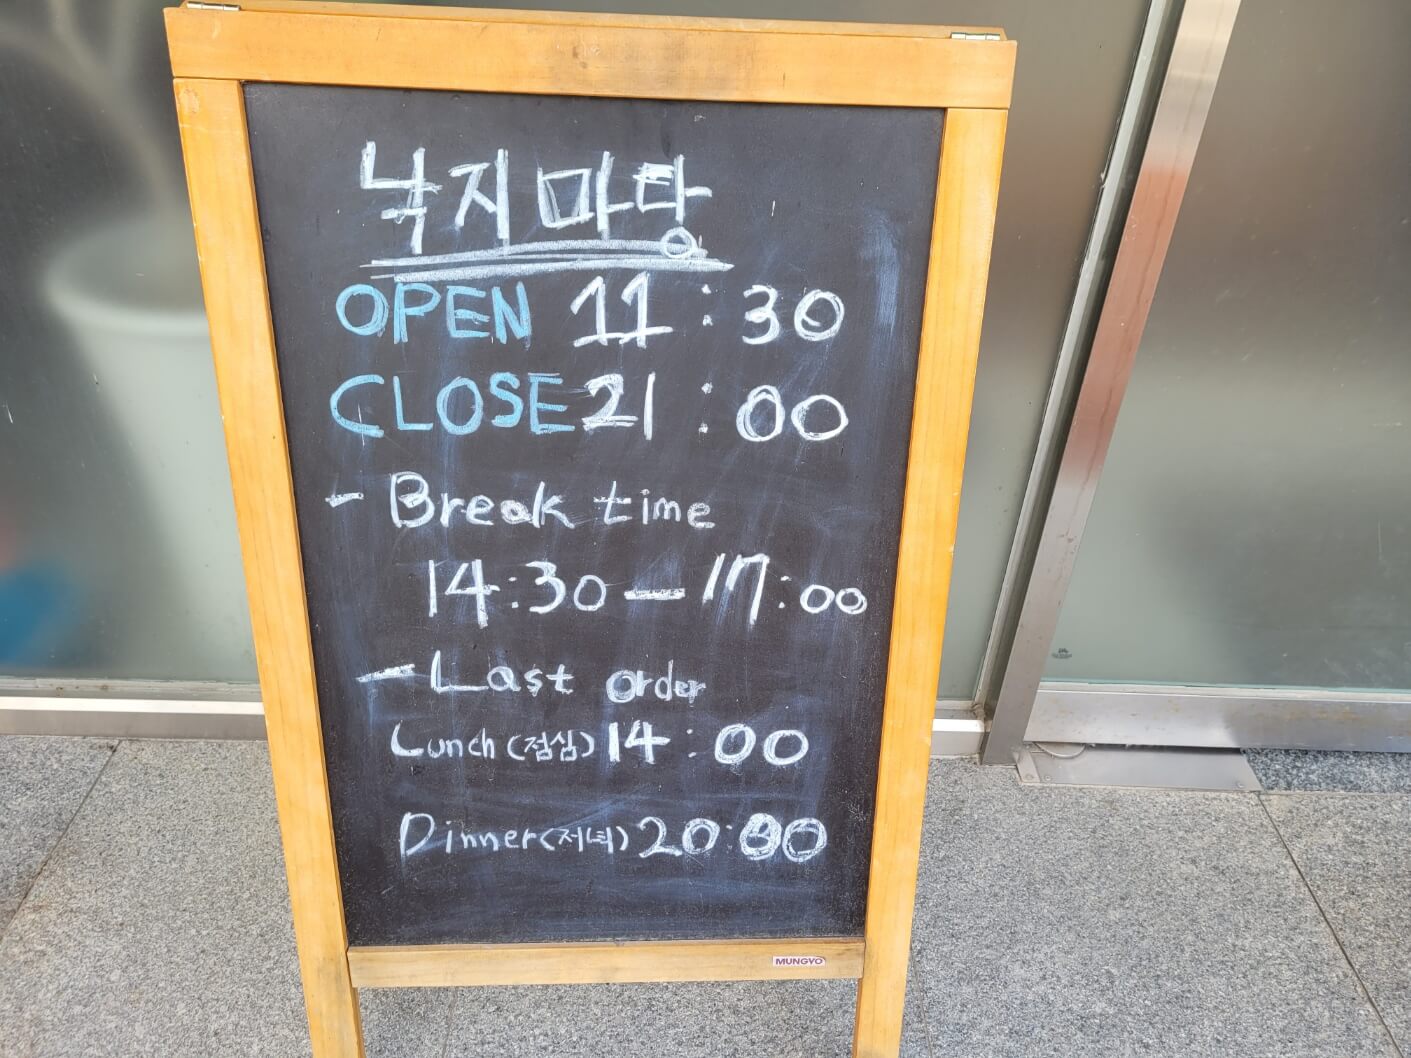 낙지마당
OPEN 11:30
CLOSE 21:00
- Break time
14:30 - 17:00
- Last order
Lunch (점심) 14:00
Dinner (저녁) 20:00
MUNGYO